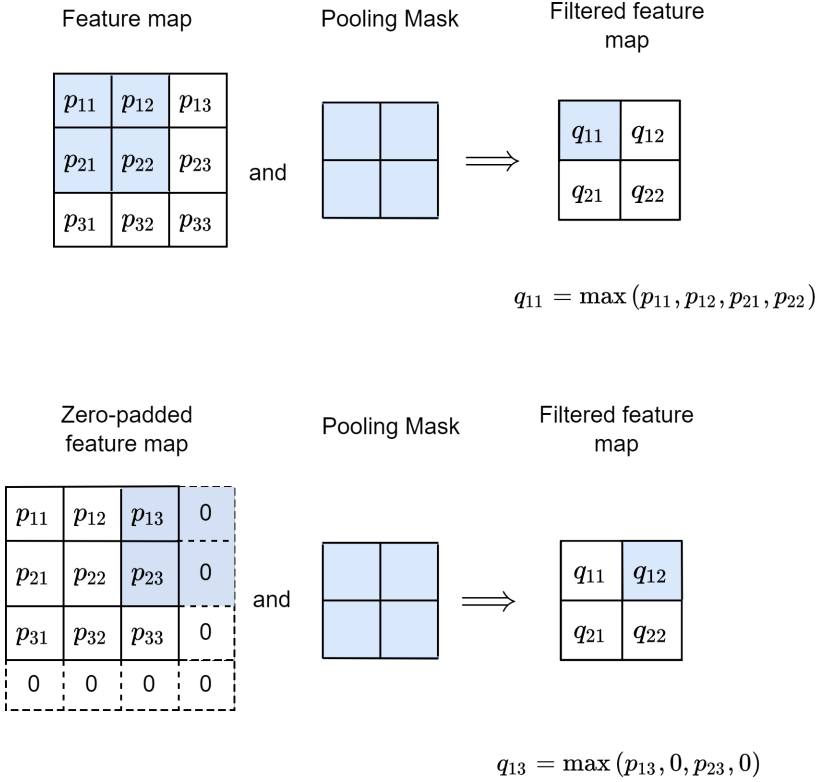 Feature map
Pooling Mask
Filtered feature
map
p11 p12 p13
p21 p22 p23
p31 p32 p33
and
⟹
q11 q12
q21 q22
q11 = max (p11, p12, p21, p22)
Zero-padded
feature map
Pooling Mask
Filtered feature
map
p11 p12 p13 0
p21 p22 p23 0
p31 p32 p33 0
0 0 0 0
and
⟹
q11 q12
q21 q22
q13 = max (p13, 0, p23, 0)